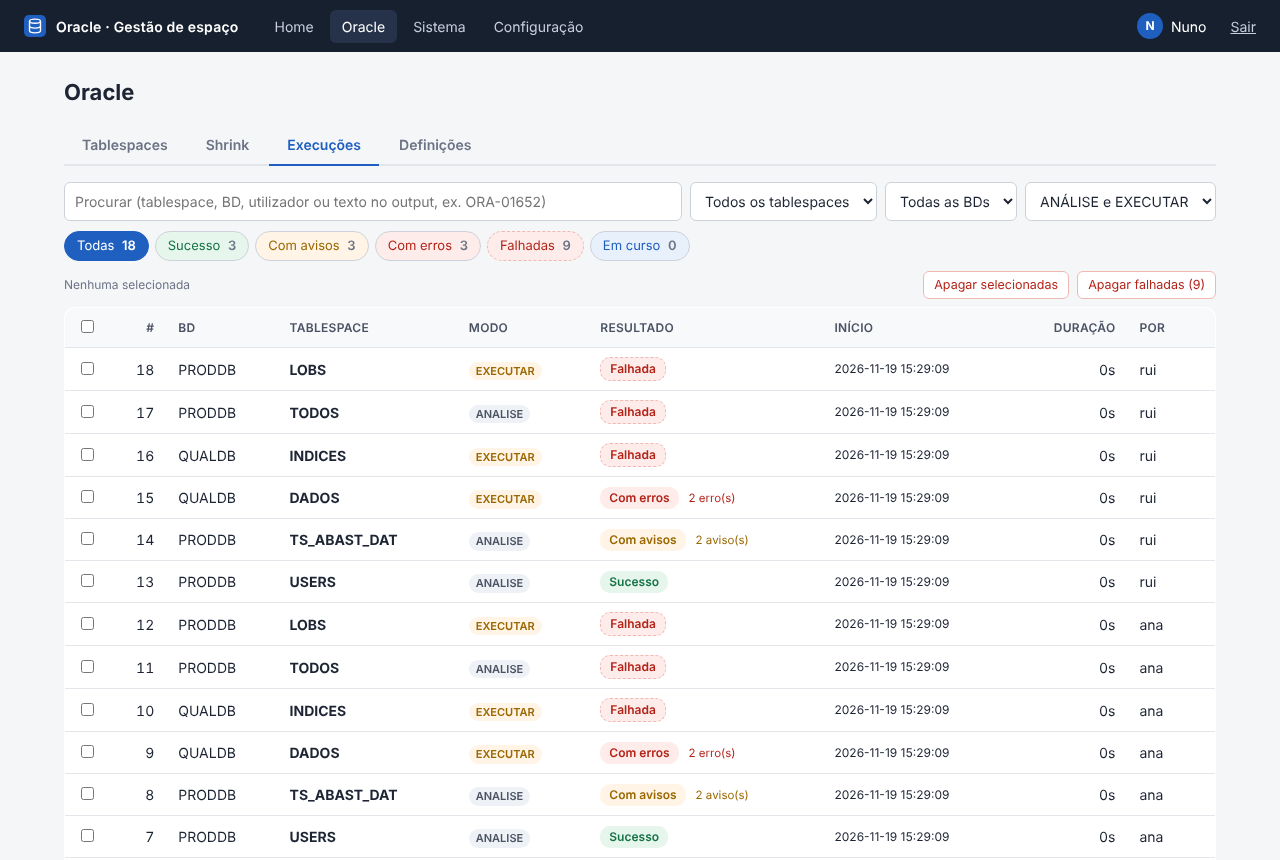 Oracle · Gestão de espaço Home Oracle Sistema Configuração N Nuno Sair
Oracle
Tablespaces Shrink Execuções Definições
Procurar (tablespace, BD, utilizador ou texto no output, ex. ORA-01652) Todos os tablespaces Todas as BDs ANÁLISE e EXECUTAR
Todas 18 Sucesso 3 Com avisos 3 Com erros 3 Falhadas 9 Em curso 0
Nenhuma selecionada Apagar selecionadas Apagar falhadas (9)
# BD TABLESPACE MODO RESULTADO INÍCIO DURAÇÃO POR
18 PRODDB LOBS EXECUTAR Falhada 2026-11-19 15:29:09 0s rui
17 PRODDB TODOS ANALISE Falhada 2026-11-19 15:29:09 0s rui
16 QUALDB INDICES EXECUTAR Falhada 2026-11-19 15:29:09 0s rui
15 QUALDB DADOS EXECUTAR Com erros 2 erro(s) 2026-11-19 15:29:09 0s rui
14 PRODDB TS_ABAST_DAT ANALISE Com avisos 2 aviso(s) 2026-11-19 15:29:09 0s rui
13 PRODDB USERS ANALISE Sucesso 2026-11-19 15:29:09 0s rui
12 PRODDB LOBS EXECUTAR Falhada 2026-11-19 15:29:09 0s ana
11 PRODDB TODOS ANALISE Falhada 2026-11-19 15:29:09 0s ana
10 QUALDB INDICES EXECUTAR Falhada 2026-11-19 15:29:09 0s ana
9 QUALDB DADOS EXECUTAR Com erros 2 erro(s) 2026-11-19 15:29:09 0s ana
8 PRODDB TS_ABAST_DAT ANALISE Com avisos 2 aviso(s) 2026-11-19 15:29:09 0s ana
7 PRODDB USERS ANALISE Sucesso 2026-11-19 15:29:09 0s ana